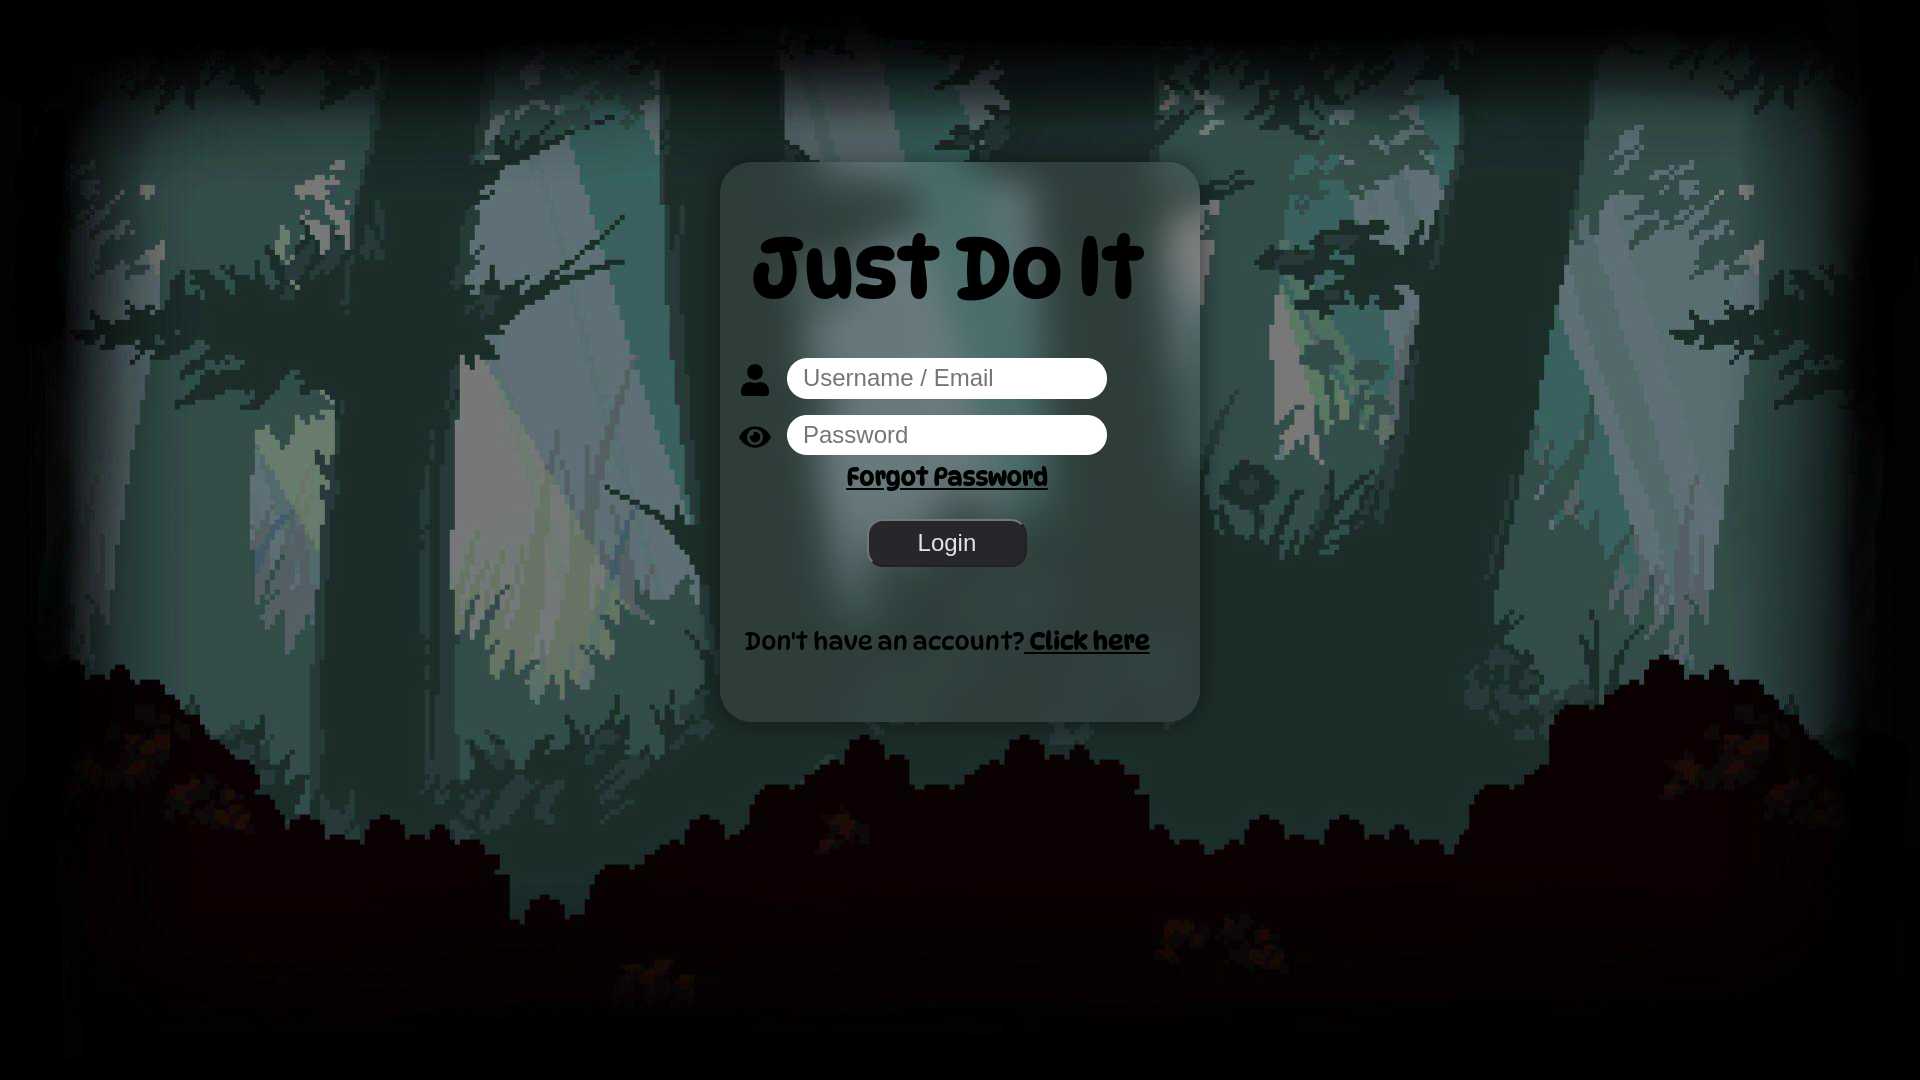 Just Do It
Username / Email
Password
Forgot Password
Login
Don't have an account? Click here